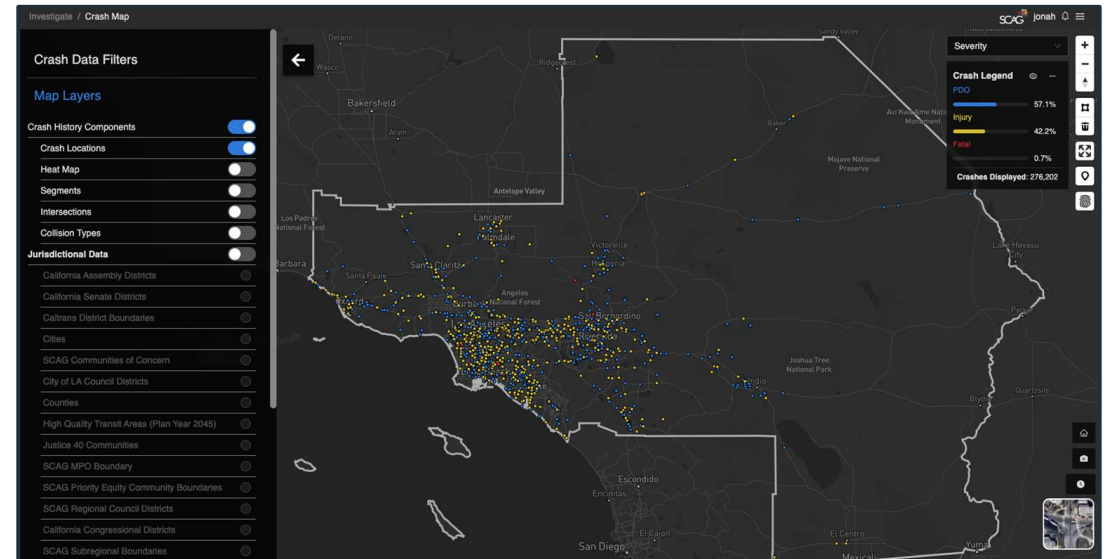 Investigate / Crash Map
SCAG
jonah
Crash Data Filters
Map Layers
Crash History Components
Crash Locations
Heat Map
Segments
Intersections
Collision Types
Jurisdictional Data
California Assembly Districts
California Senate Districts
Caltrans District Boundaries
Cities
SCAG Communities of Concern
City of LA Council Districts
Counties
High Quality Transit Areas (Plan Year 2045)
Justice 40 Communities
SCAG MPO Boundary
SCAG Priority Equity Community Boundaries
SCAG Regional Council Districts
California Congressional Districts
SCAG Subregional Boundaries
Severity
Crash Legend
PDO
57.1%
Injury
42.2%
Fatal
0.7%
Crashes Displayed: 276,202
Delano
Wasco
Bakersfield
Arvin
Sandy Valley
Baker
Mojave National
Preserve
Antelope Valley
Lancaster
Palmdale
Victorville
Hesperia
Los Padres
National Forest
Santa Clarita
Santa Paula
Angeles
National Forest
San Bernardino
Lake Havasu
City
Joshua Tree
National Park
Indio
Quartzsite
Blythe
Escondido
Encinitas
El Cajon
San Diego
El Centro
Mexicali
Yuma